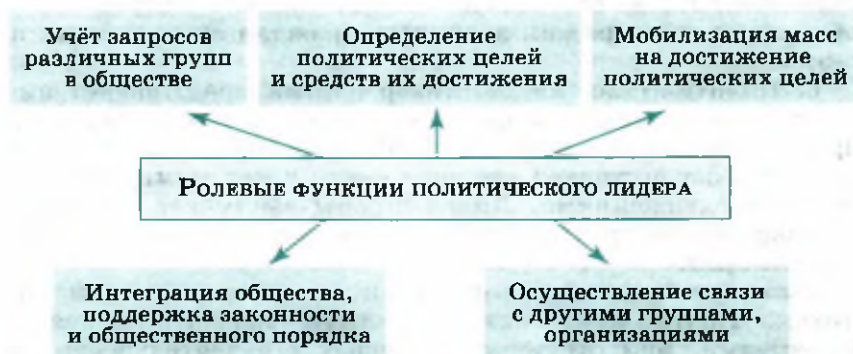 Учёт запросов
различных групп
в обществе
Определение
политических целей
и средств их достижения
Мобилизация масс
на достижение
политических целей
Ролевые функции политического лидера
Интеграция общества,
поддержка законности
и общественного порядка
Осуществление связи
с другими группами,
организациями